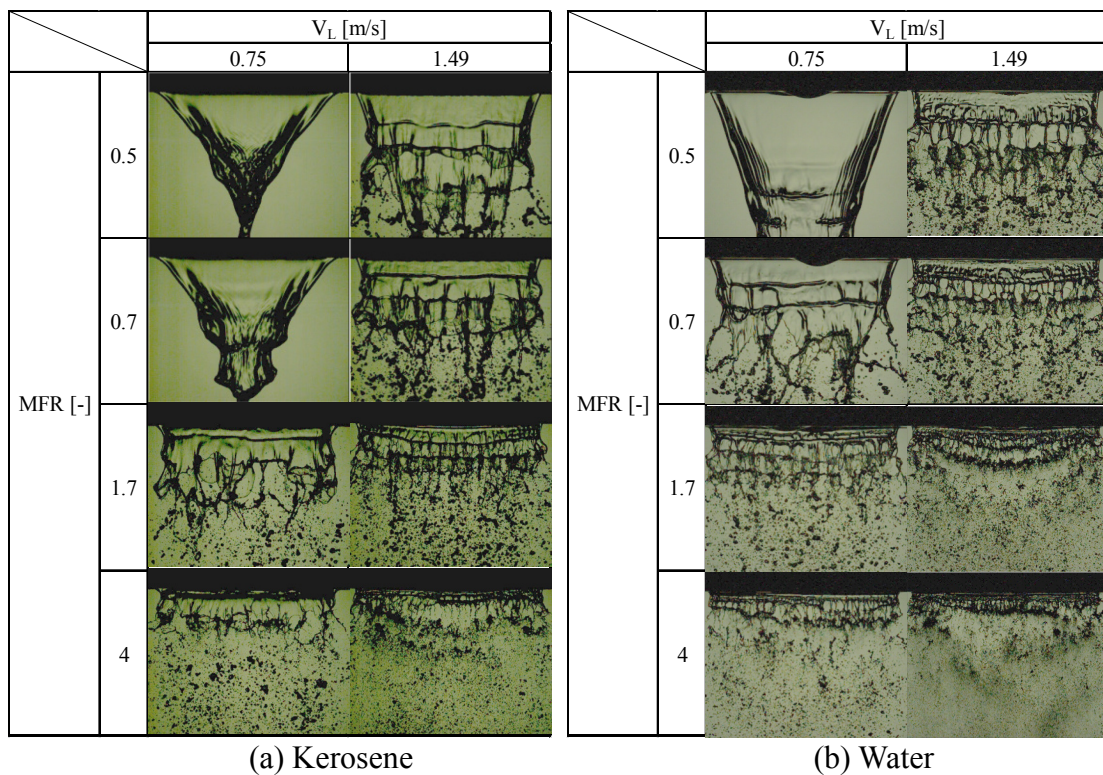 V_L [m/s]
0.75 1.49
MFR [-]
0.5
0.7
1.7
4
(a) Kerosene
V_L [m/s]
0.75 1.49
MFR [-]
0.5
0.7
1.7
4
(b) Water